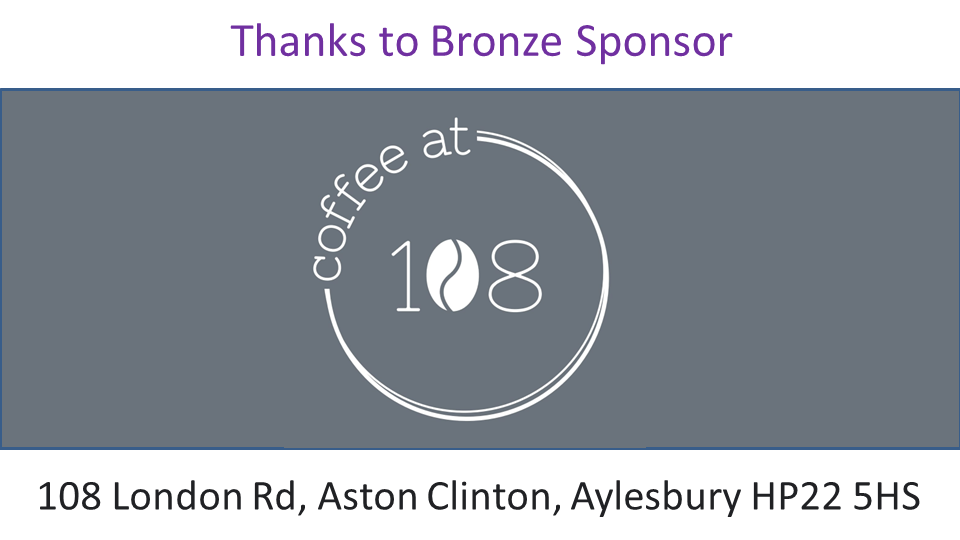 Thanks to Bronze Sponsor
coffee at
108
108 London Rd, Aston Clinton, Aylesbury HP22 5HS